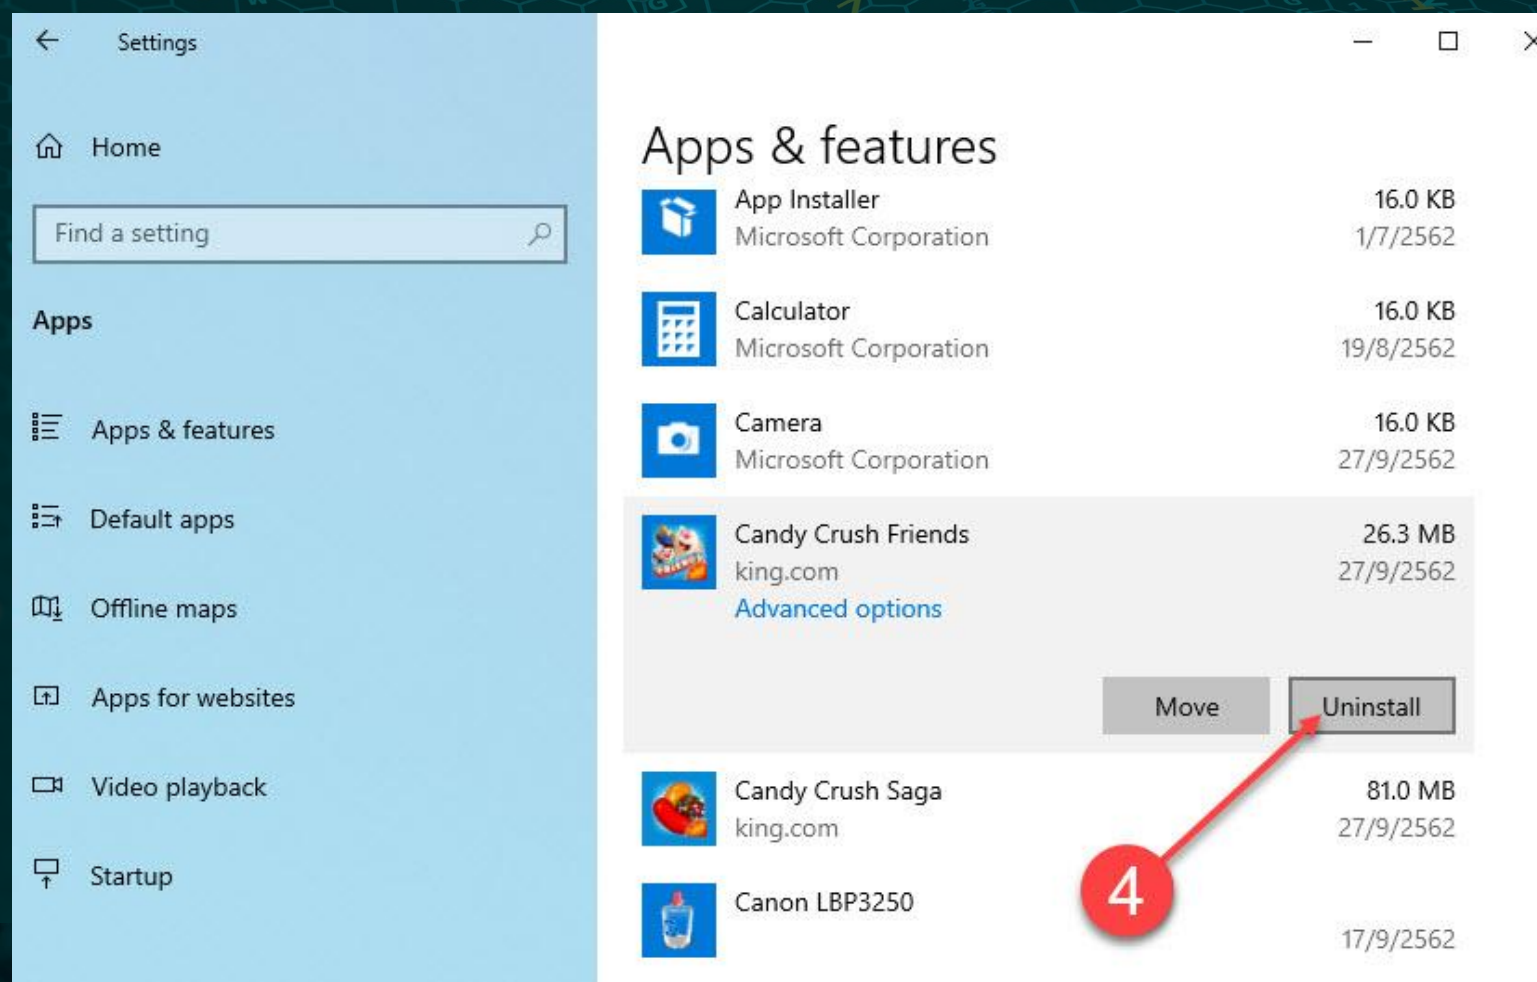 Settings
Home
Find a setting
Apps
Apps & features
Default apps
Offline maps
Apps for websites
Video playback
Startup
Apps & features
App Installer 16.0 KB
Microsoft Corporation 1/7/2562
Calculator 16.0 KB
Microsoft Corporation 19/8/2562
Camera 16.0 KB
Microsoft Corporation 27/9/2562
Candy Crush Friends 26.3 MB
king.com 27/9/2562
Advanced options
Move Uninstall
Candy Crush Saga 81.0 MB
king.com 27/9/2562
4
Canon LBP3250
17/9/2562